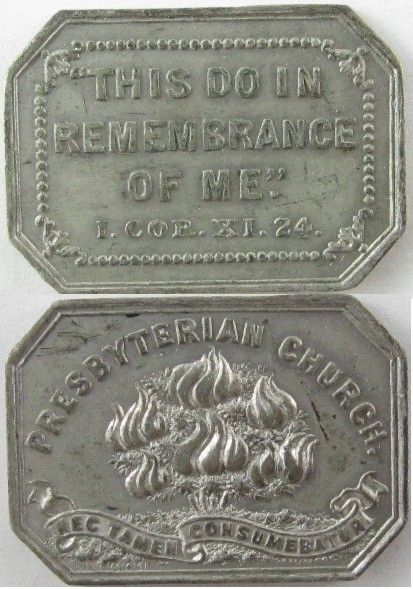 "THIS DO IN
REMEMBRANCE
OF ME."
I. COR. XI. 24.
PRESBYTERIAN CHURCH.
NEC TAMEN CONSUMEBATUR